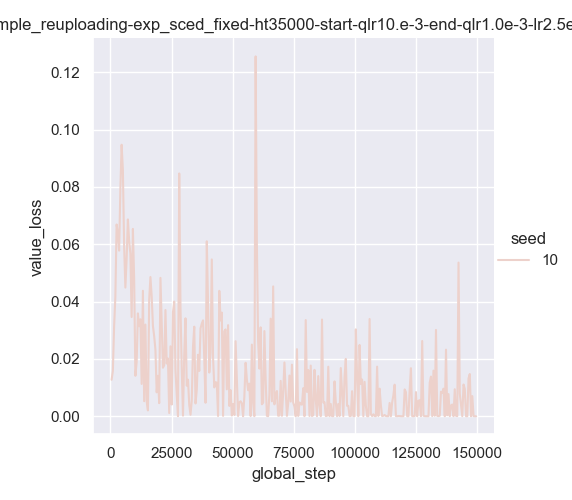 mple_reuploading-exp_sced_fixed-ht35000-start-qlr10.e-3-end-qlr1.0e-3-lr2.5e
0.12
0.10
0.08
0.06
0.04
0.02
0.00
value_loss
seed
10
0 25000 50000 75000 100000 125000 150000
global_step